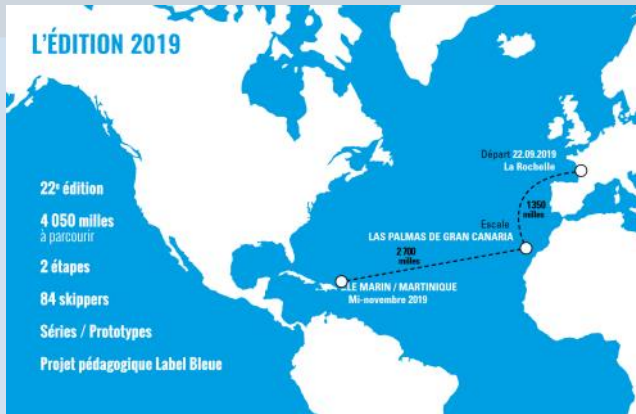 L'ÉDITION 2019
22e édition
4 050 milles
à parcourir
2 étapes
84 skippers
Séries / Prototypes
Projet pédagogique Label Bleue
Départ 22.09.2019
La Rochelle
1350
milles
Escale
LAS PALMAS DE GRAN CANARIA
2 700
milles
LE MARIN / MARTINIQUE
Mi-novembre 2019